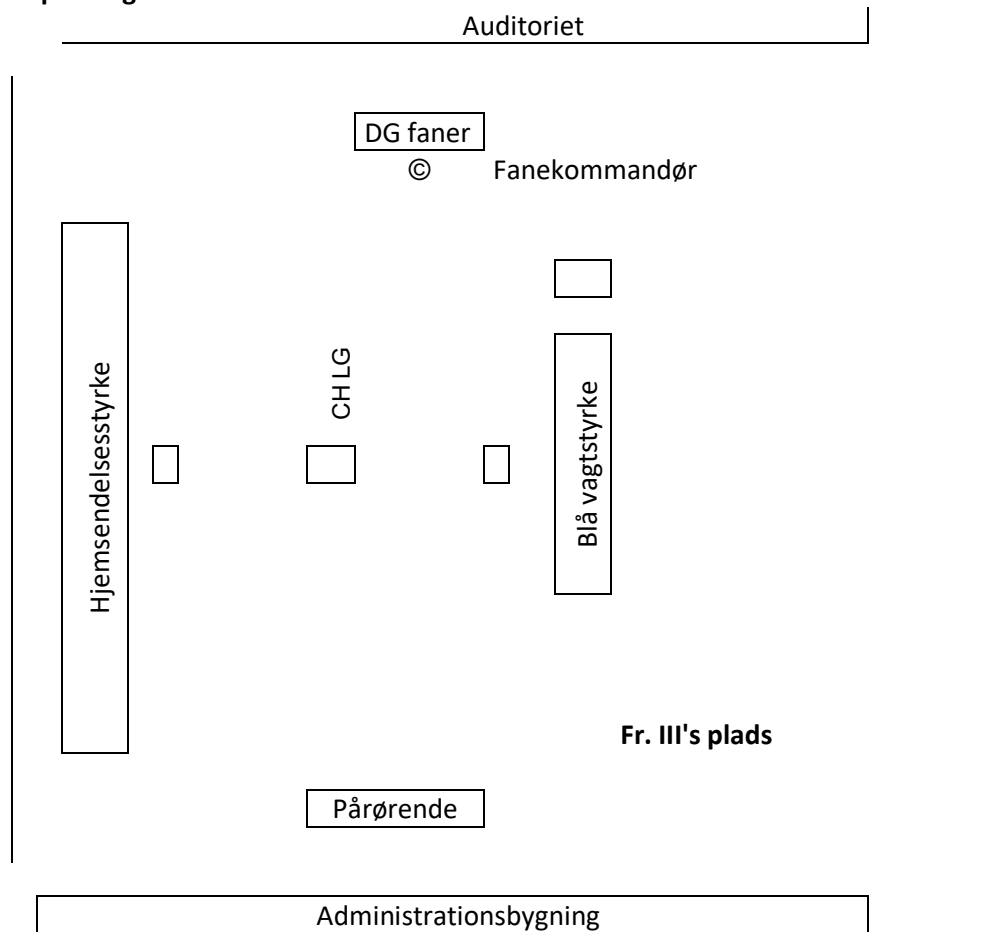 Auditoriet
DG faner
© Fanekommandør
CH LG
Hjemsendelsesstyrke
Blå vagtstyrke
Fr. III's plads
Pårørende
Administrationsbygning